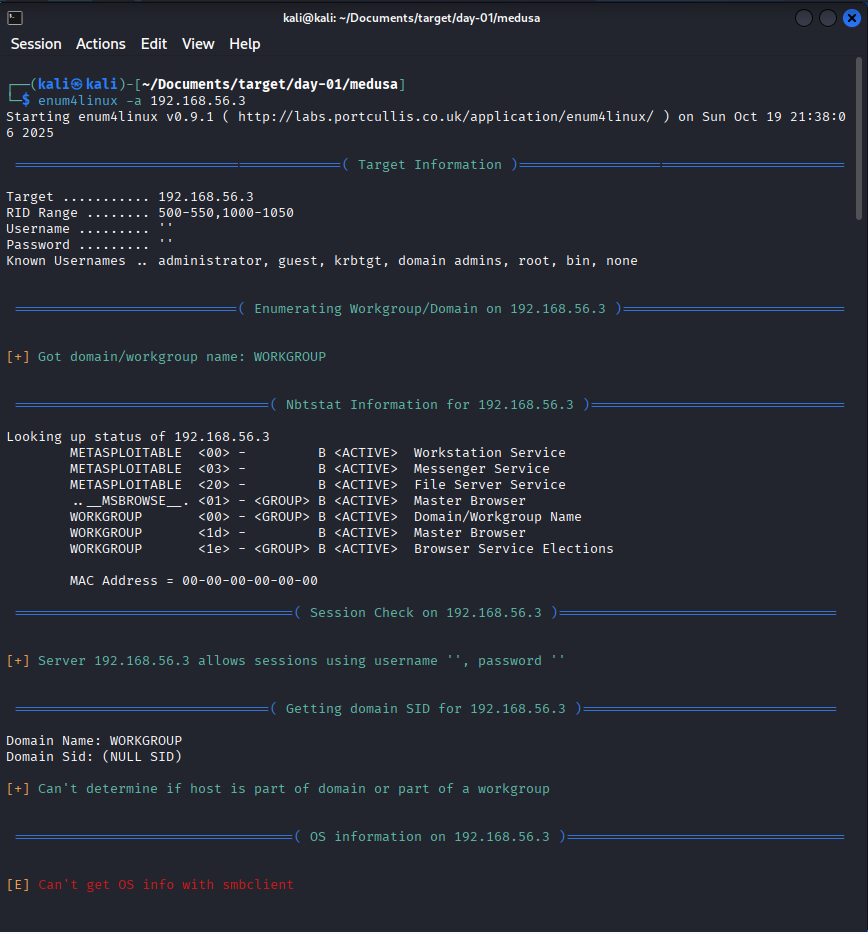 kali@kali: ~/Documents/target/day-01/medusa
Session Actions Edit View Help
┌──(kali㉿kali)-[~/Documents/target/day-01/medusa]
└─$ enum4linux -a 192.168.56.3
Starting enum4linux v0.9.1 ( http://labs.portcullis.co.uk/application/enum4linux/ ) on Sun Oct 19 21:38:0
6 2025
=========================================( Target Information )=========================================
Target ........... 192.168.56.3
RID Range ........ 500-550,1000-1050
Username ......... ''
Password ......... ''
Known Usernames .. administrator, guest, krbtgt, domain admins, root, bin, none
============================( Enumerating Workgroup/Domain on 192.168.56.3 )============================
[+] Got domain/workgroup name: WORKGROUP
================================( Nbtstat Information for 192.168.56.3 )================================
Looking up status of 192.168.56.3
METASPLOITABLE <00> - B <ACTIVE> Workstation Service
METASPLOITABLE <03> - B <ACTIVE> Messenger Service
METASPLOITABLE <20> - B <ACTIVE> File Server Service
..__MSBROWSE__. <01> - <GROUP> B <ACTIVE> Master Browser
WORKGROUP <00> - <GROUP> B <ACTIVE> Domain/Workgroup Name
WORKGROUP <1d> - B <ACTIVE> Master Browser
WORKGROUP <1e> - <GROUP> B <ACTIVE> Browser Service Elections
MAC Address = 00-00-00-00-00-00
===================================( Session Check on 192.168.56.3 )===================================
[+] Server 192.168.56.3 allows sessions using username '', password ''
================================( Getting domain SID for 192.168.56.3 )================================
Domain Name: WORKGROUP
Domain Sid: (NULL SID)
[+] Can't determine if host is part of domain or part of a workgroup
===================================( OS information on 192.168.56.3 )===================================
[E] Can't get OS info with smbclient